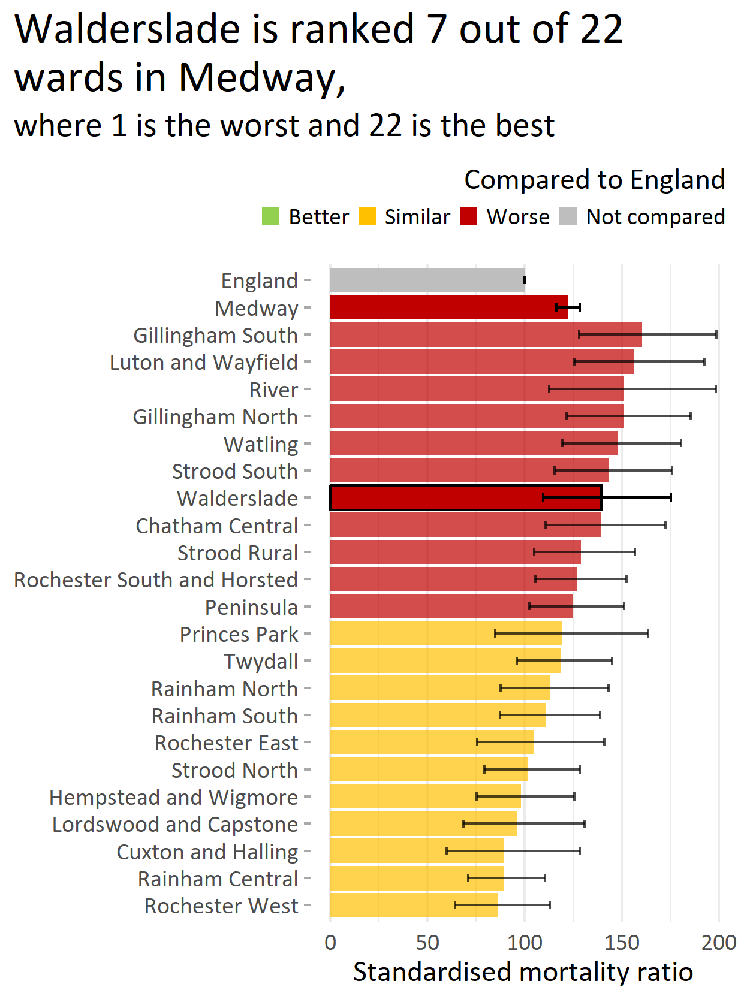 Walderslade is ranked 7 out of 22
wards in Medway,
where 1 is the worst and 22 is the best
Compared to England
Better Similar Worse Not compared
England
Medway
Gillingham South
Luton and Wayfield
River
Gillingham North
Watling
Strood South
Walderslade
Chatham Central
Strood Rural
Rochester South and Horsted
Peninsula
Princes Park
Twydall
Rainham North
Rainham South
Rochester East
Strood North
Hempstead and Wigmore
Lordswood and Capstone
Cuxton and Halling
Rainham Central
Rochester West
0 50 100 150 200
Standardised mortality ratio